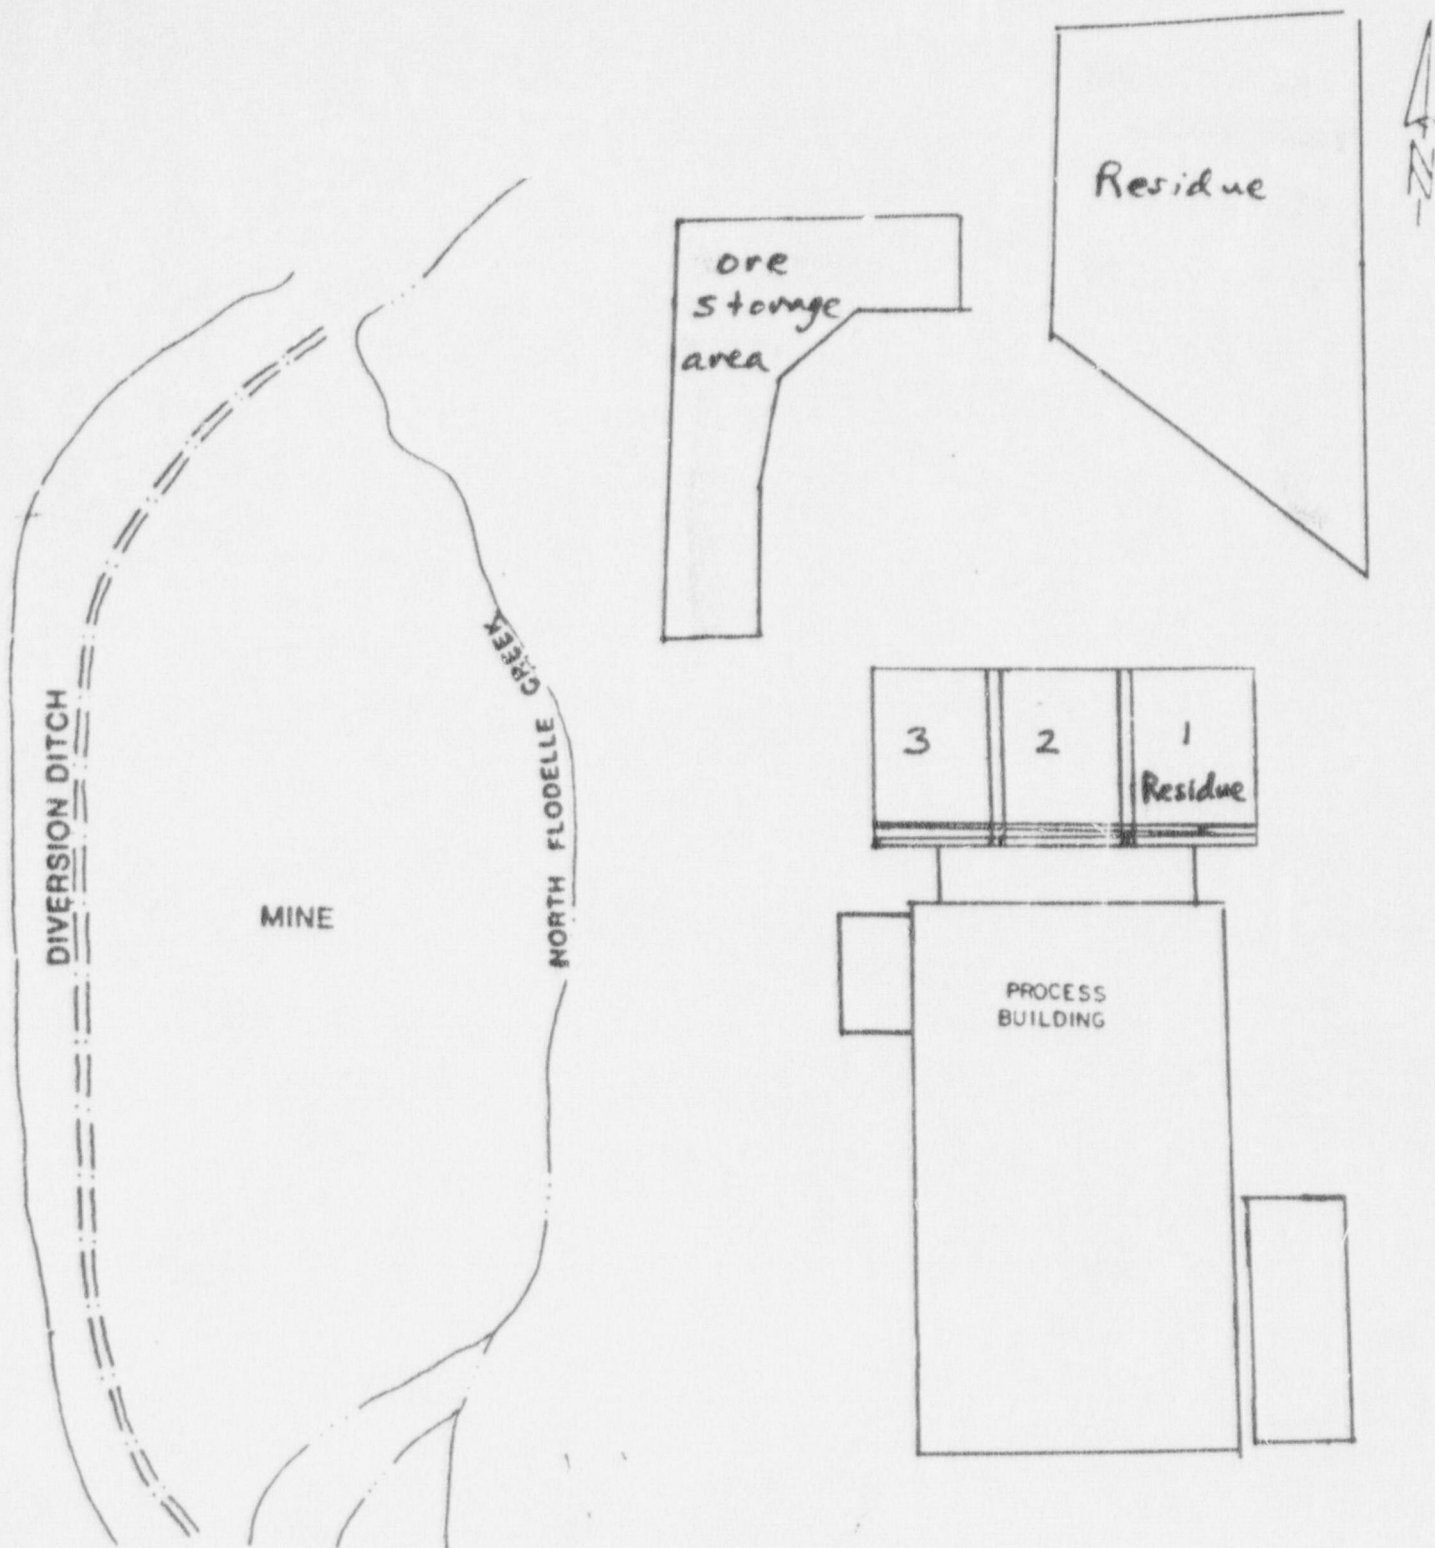 Residue
N
ore
storage
area
CREEK
NORTH FLODELLE
DIVERSION DITCH
3
2
1
Residue
MINE
PROCESS
BUILDING